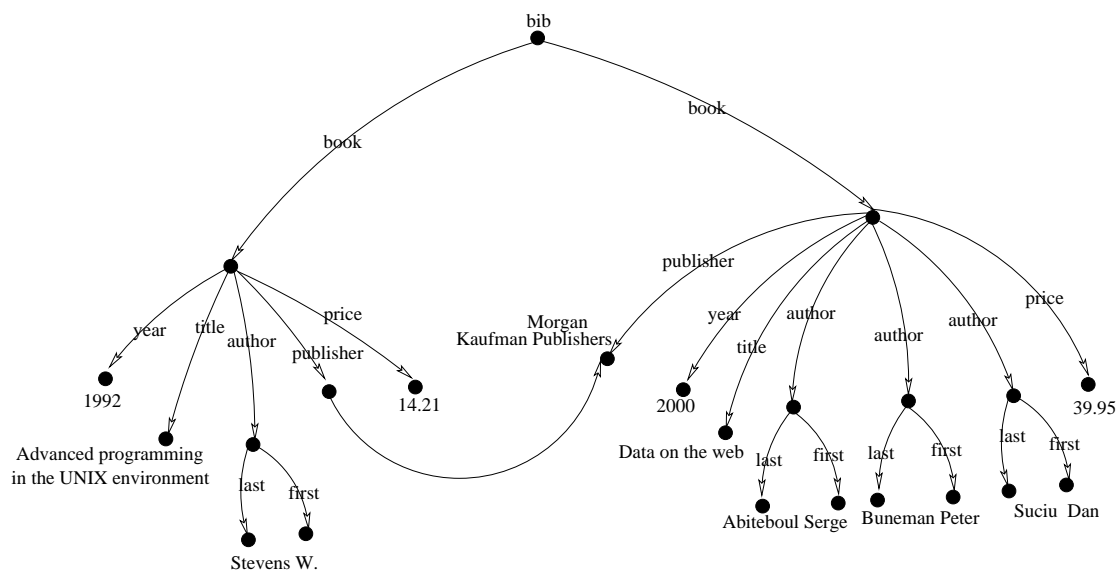 bib
book
book
publisher
year
title
author
publisher
price
year
title
author
author
author
price
Morgan
Kaufman Publishers
1992
14.21
2000
39.95
Advanced programming
in the UNIX environment
Data on the web
last
first
last
first
last
first
last
first
Stevens W.
Abiteboul Serge
Buneman Peter
Suciu Dan